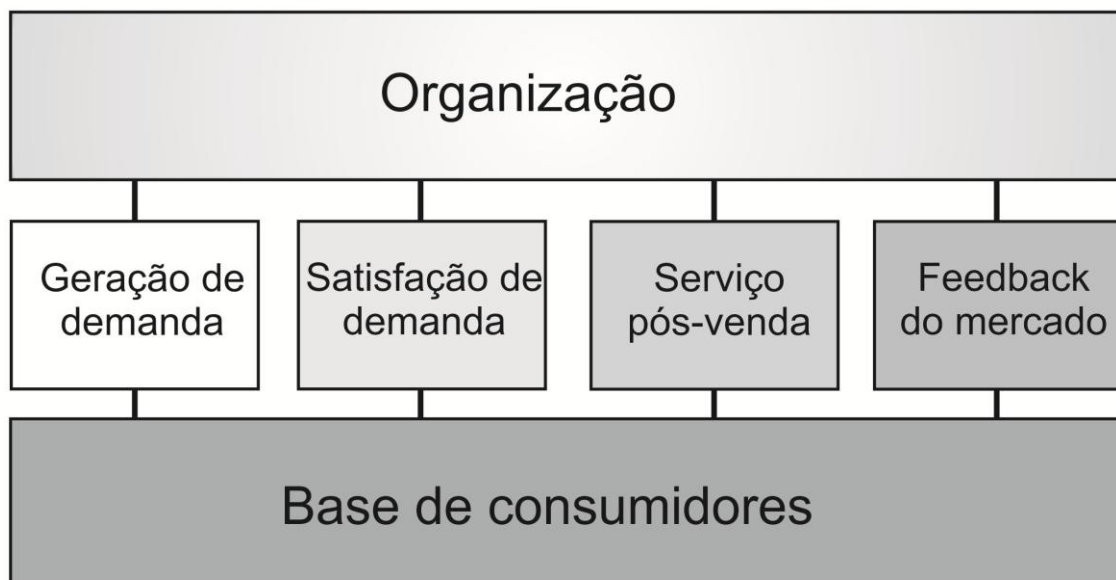 Organização
Geração de
demanda
Satisfação de
demanda
Serviço
pós-venda
Feedback
do mercado
Base de consumidores